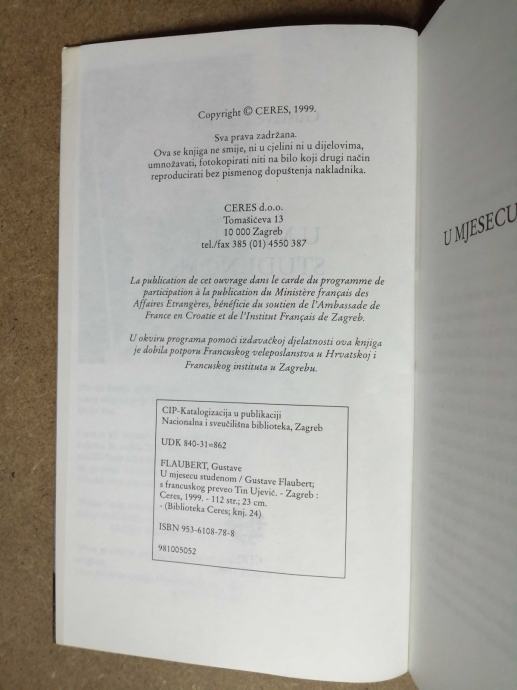 Copyright © CERES, 1999.
Sva prava zadržana.
Ova se knjiga ne smije, ni u cjelini ni u dijelovima,
umnožavati, fotokopirati niti na bilo koji drugi način
reproducirati bez pismenog dopuštenja nakladnika.
CERES d.o.o.
Tomašićeva 13
10 000 Zagreb
tel./fax 385 (01) 4550 387
La publication de cet ouvrage dans le carde du programme de
participation à la publication du Ministère français des
Affaires Etrangères, bénéficie du soutien de l'Ambassade de
France en Croatie et de l'Institut Français de Zagreb.
U okviru programa pomoći izdavačkoj djelatnosti ova knjiga
je dobila potporu Francuskog veleposlanstva u Hrvatskoj i
Francuskog instituta u Zagrebu.
CIP-Katalogizacija u publikaciji
Nacionalna i sveučilišna biblioteka, Zagreb
UDK 840-31=862
FLAUBERT, Gustave
U mjesecu studenom / Gustave Flaubert;
s francuskog preveo Tin Ujević. - Zagreb :
Ceres, 1999. - 112 str.; 23 cm.
- (Biblioteka Ceres; knj. 24)
ISBN 953-6108-78-8
981005052
U MJESECU